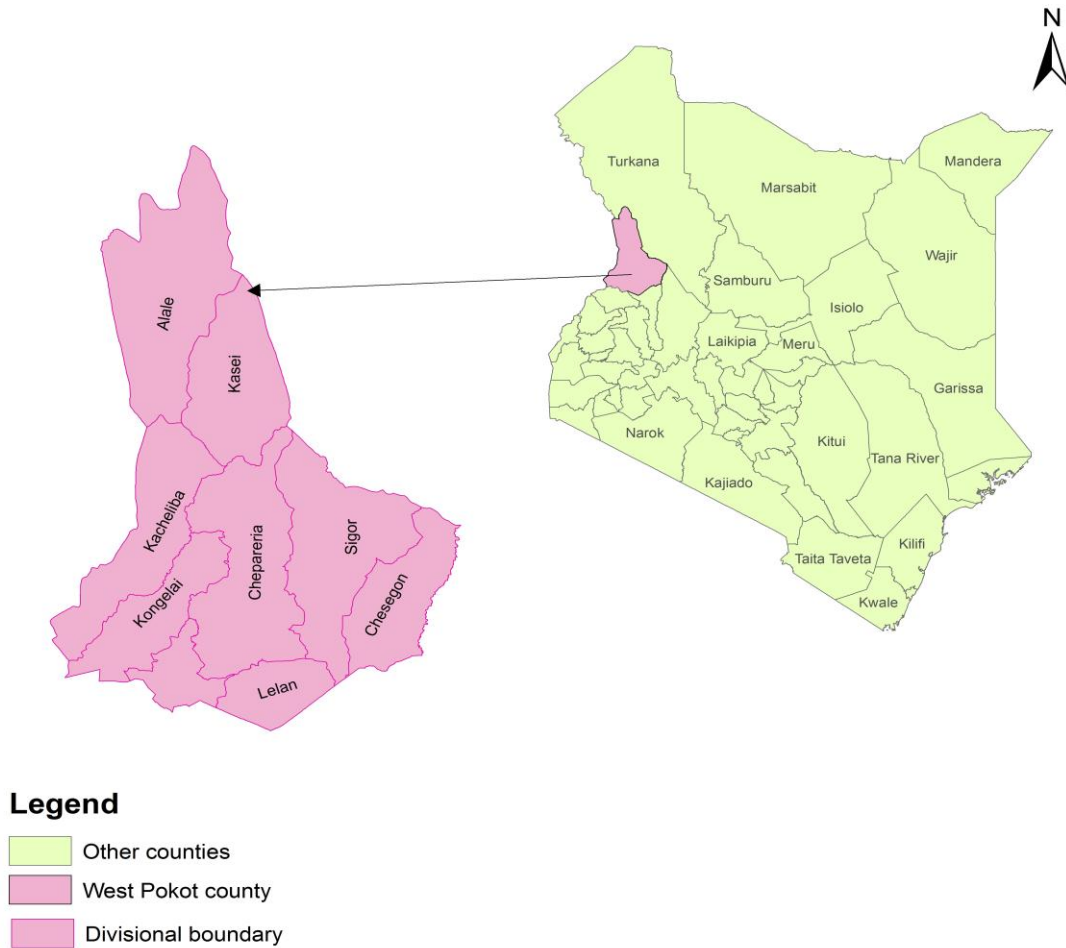 N
Turkana
Marsabit
Mandera
Wajir
Samburu
Isiolo
Laikipia
Meru
Garissa
Narok
Kitui
Tana River
Kajiado
Taita Taveta
Kilifi
Kwale
Alale
Kasei
Kacheliba
Kongelai
Chepareria
Sigor
Chesegon
Lelan
Legend
Other counties
West Pokot county
Divisional boundary